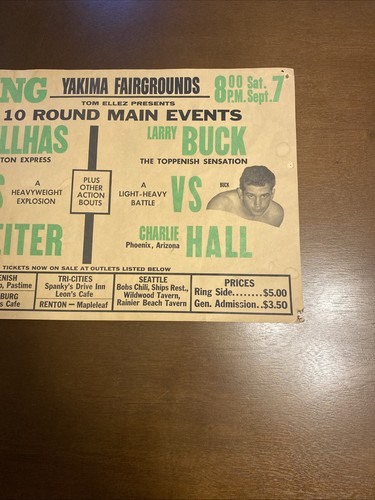 NG YAKIMA FAIRGROUNDS 8:00 P.M. Sat. Sept. 7
TOM ELLEZ PRESENTS
10 ROUND MAIN EVENTS
LLHAS
TON EXPRESS
LARRY BUCK
THE TOPPENISH SENSATION
S
A HEAVYWEIGHT
EXPLOSION
PLUS
OTHER
ACTION
BOUTS
A
LIGHT-HEAVY
BATTLE
VS
BUCK
EITER
CHARLIE HALL
Phoenix, Arizona
TICKETS NOW ON SALE AT OUTLETS LISTED BELOW
ENISH
, Pastime
BURG
s Cafe
TRI-CITIES
Spanky's Drive Inn
Leon's Cafe
RENTON — Mapleleaf
SEATTLE
Bobs Chili, Ships Rest.,
Wildwood Tavern,
Rainier Beach Tavern
PRICES
Ring Side........$5.00
Gen. Admission..$3.50